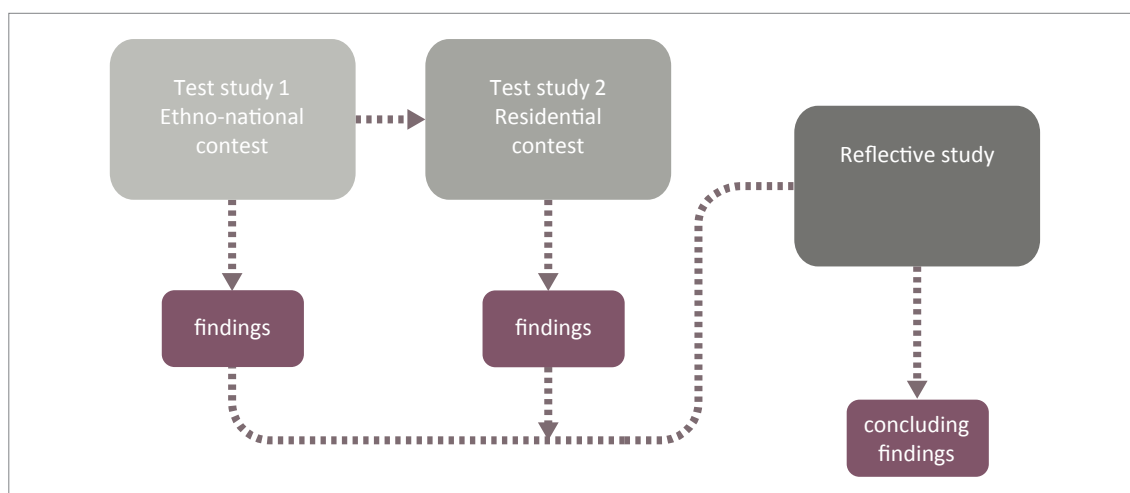 Test study 1
Ethno-national
contest
Test study 2
Residential
contest
Reflective study
findings
findings
concluding
findings